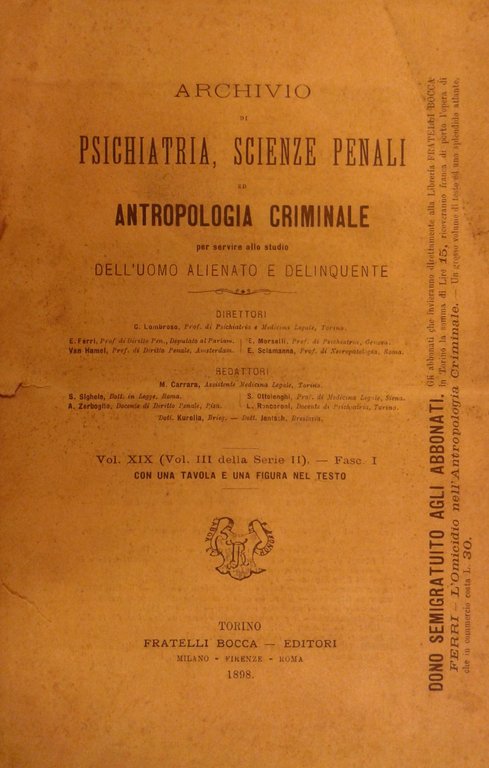 ARCHIVIO
DI
PSICHIATRIA, SCIENZE PENALI
ED
ANTROPOLOGIA CRIMINALE
per servire allo studio
DELL'UOMO ALIENATO E DELINQUENTE
DIRETTORI
C. Lombroso, Prof. di Psichiatria e Medicina Legale, Torino.
E. Ferri, Prof di Diritto Pen., Deputato al Parlam.
Van Hamel, Prof. di Diritto Penale, Amsterdam.
E. Morselli, Prof. di Psichiatria, Genova.
E. Sciamanna, Prof. di Neuropatologia, Roma.
REDATTORI
M. Carrara, Assistente Medicina Legale, Torino.
S. Sighele, Dott. in Legge, Roma.
A. Zerboglio, Docente di Diritto Penale, Pisa.
S. Ottolenghi, Prof. di Medicina Legale, Siena.
L. Roncoroni, Docente di Psichiatria, Torino.
Dott. Kurella, Brieg. — Dott. Jentsch, Breslavia.
Vol. XIX (Vol. III della Serie II). — Fasc. I
CON UNA TAVOLA E UNA FIGURA NEL TESTO
TORINO
FRATELLI BOCCA — EDITORI
MILANO - FIRENZE - ROMA
1898.
DONO SEMIGRATUITO AGLI ABBONATI. Gli abbonati che invieranno direttamente alla Libreria FRATELLI BOCCA
in Torino la somma di Lire 15, riceveranno franca di porto l'opera di
FERRI — L'Omicidio nell'Antropologia Criminale. — Un grosso volume di testo ed uno splendido atlante,
che in commercio costa l. 30.